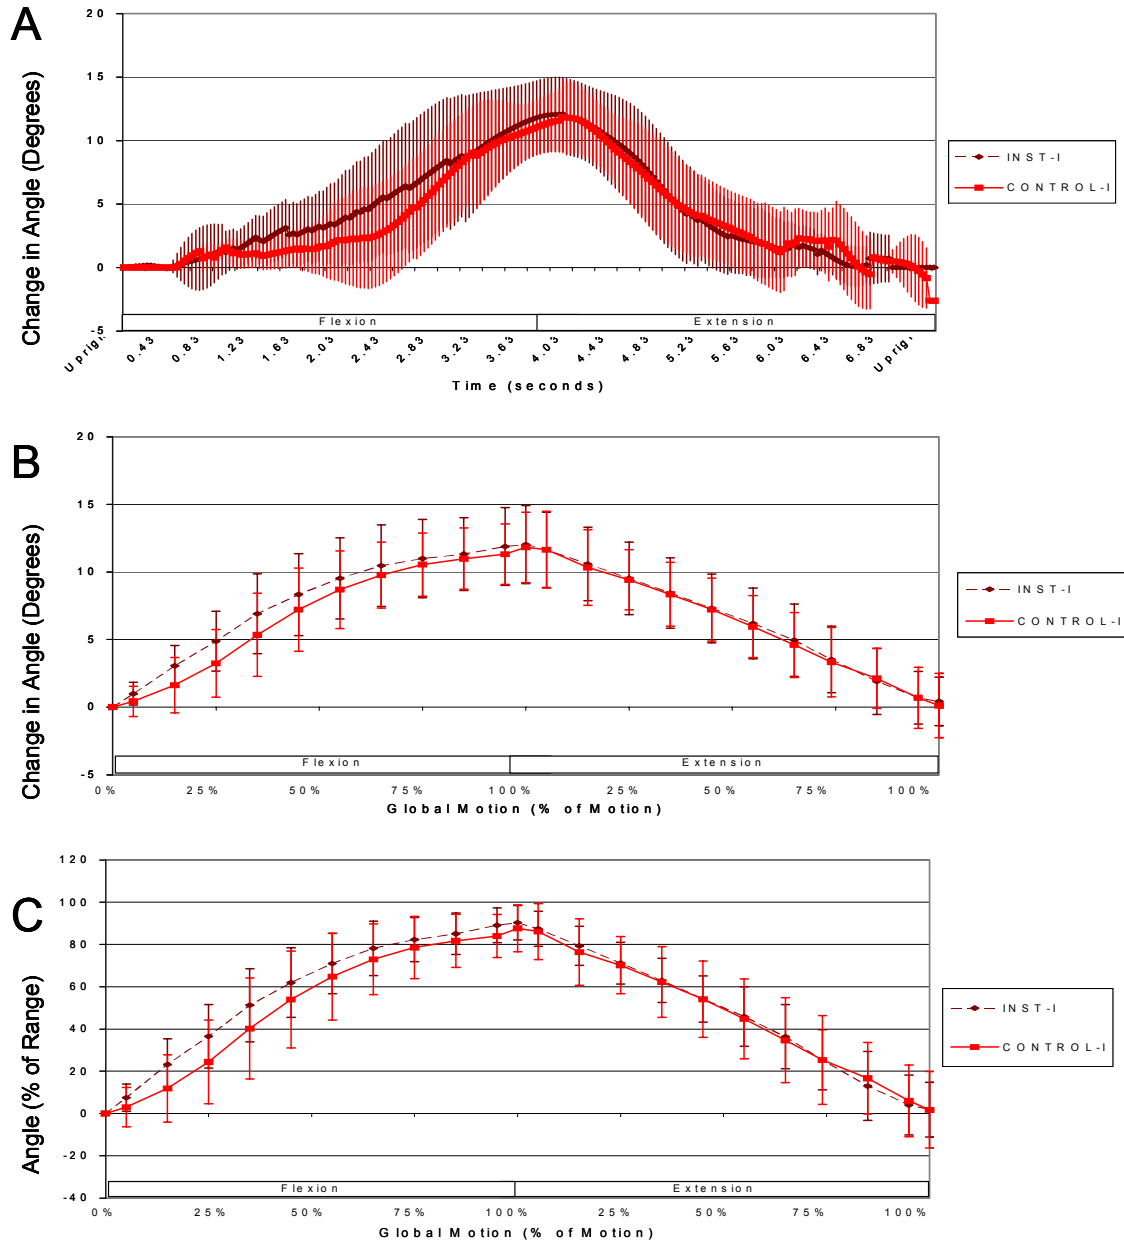 A
Change in Angle (Degrees)
20
15
10
5
0
-5
Flexion
Extension
0.43
0.83
1.23
1.63
2.03
2.43
2.83
3.23
3.63
4.03
4.43
4.83
5.23
5.63
6.03
6.43
6.83
Time (seconds)
INST-I
CONTROL-I
B
Change in Angle (Degrees)
20
15
10
5
0
-5
Flexion
Extension
0% 25% 50% 75% 100% 25% 50% 75% 100%
Global Motion (% of Motion)
INST-I
CONTROL-I
C
Angle (% of Range)
120
100
80
60
40
20
0
-20
-40
Flexion
Extension
0% 25% 50% 75% 100% 25% 50% 75% 100%
Global Motion (% of Motion)
INST-I
CONTROL-I